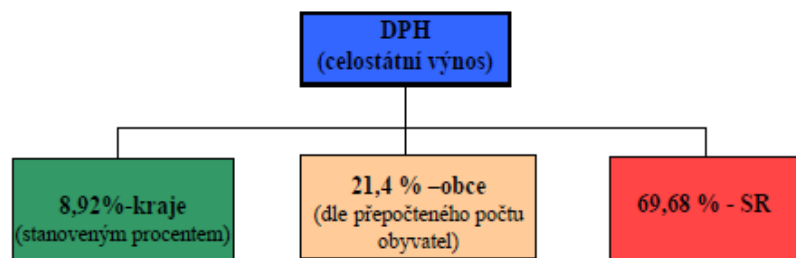 DPH
(celostátní výnos)
8,92%-kraje
(stanoveným procentem)
21,4 % –obce
(dle přepočteného počtu
obyvatel)
69,68 % - SR